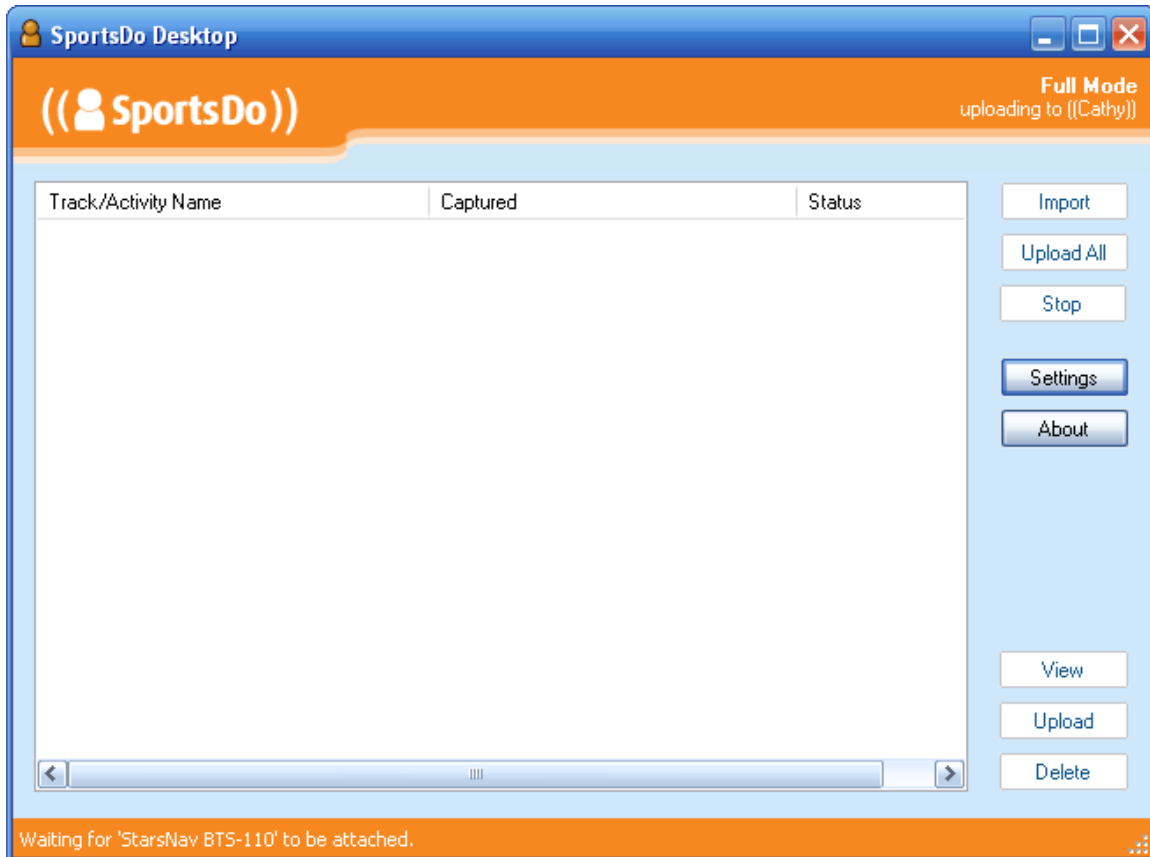 SportsDo Desktop
((SportsDo))
Full Mode
uploading to ((Cathy))
Track/Activity Name Captured Status
Import
Upload All
Stop
Settings
About
View
Upload
Delete
Waiting for 'StarsNav BTS-110' to be attached.